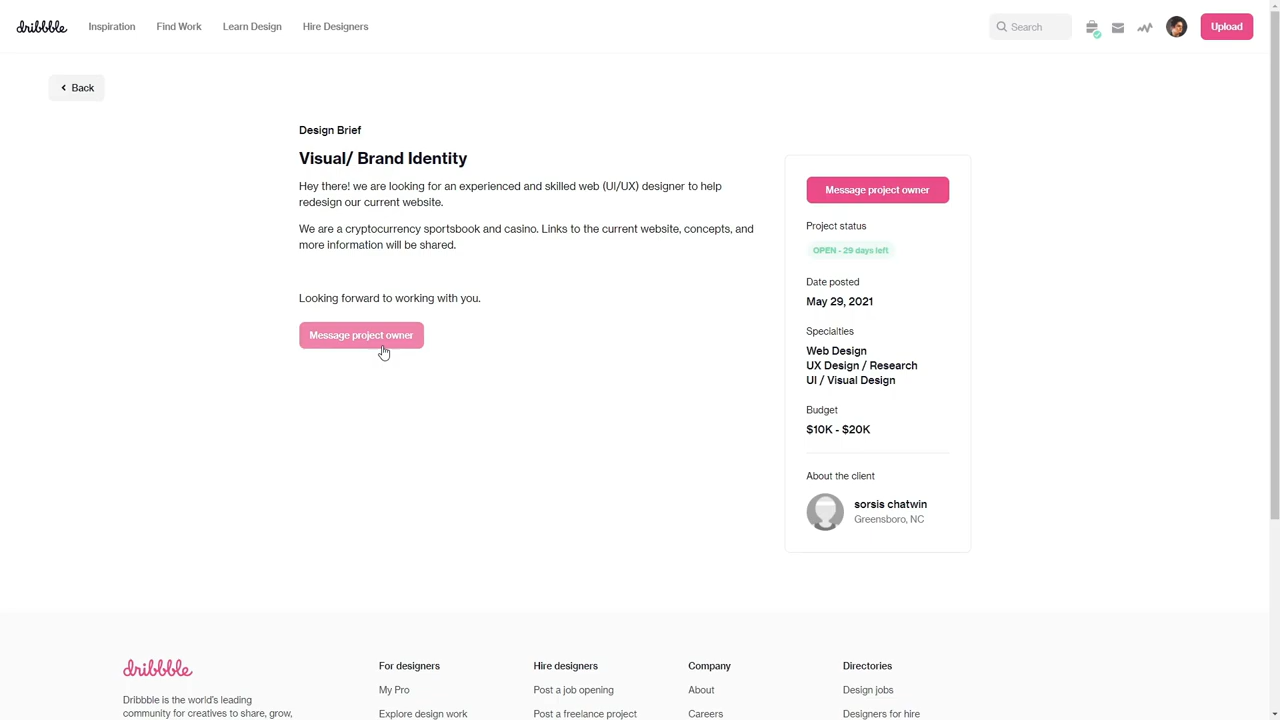 dribbble Inspiration Find Work Learn Design Hire Designers Search Upload
Back
Design Brief
Visual/ Brand Identity
Hey there! we are looking for an experienced and skilled web (UI/UX) designer to help
redesign our current website.
We are a cryptocurrency sportsbook and casino. Links to the current website, concepts, and
more information will be shared.
Looking forward to working with you.
Message project owner
Message project owner
Project status
OPEN - 29 days left
Date posted
May 29, 2021
Specialties
Web Design
UX Design / Research
UI / Visual Design
Budget
$10K - $20K
About the client
sorsis chatwin
Greensboro, NC
dribbble
Dribbble is the world's leading
community for creatives to share, grow,
For designers
My Pro
Explore design work
Hire designers
Post a job opening
Post a freelance project
Company
About
Careers
Directories
Design jobs
Designers for hire